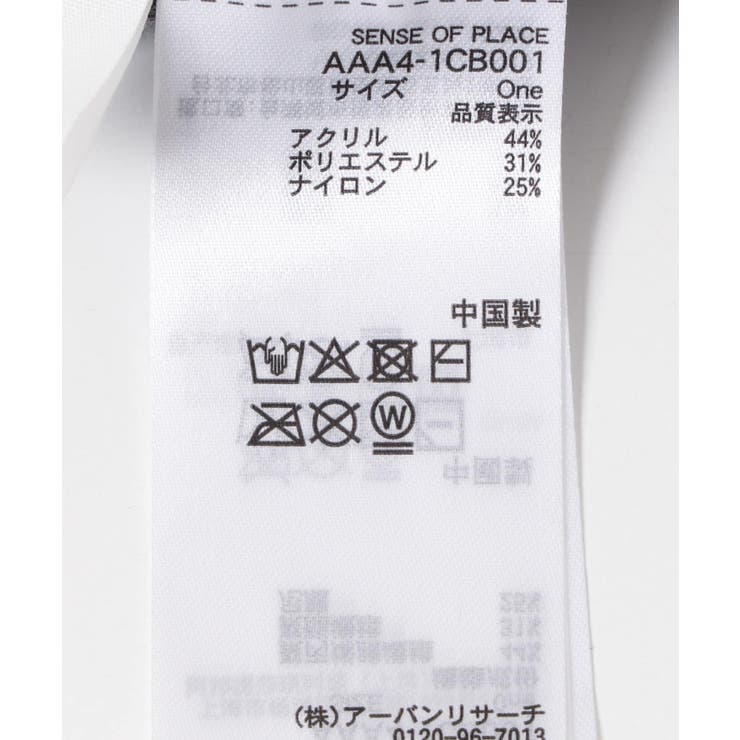 SENSE OF PLACE
AAA4-1CB001
サイズ One
品質表示
アクリル 44%
ポリエステル 31%
ナイロン 25%
中国製
W
(株)アーバンリサーチ
0120-96-7013